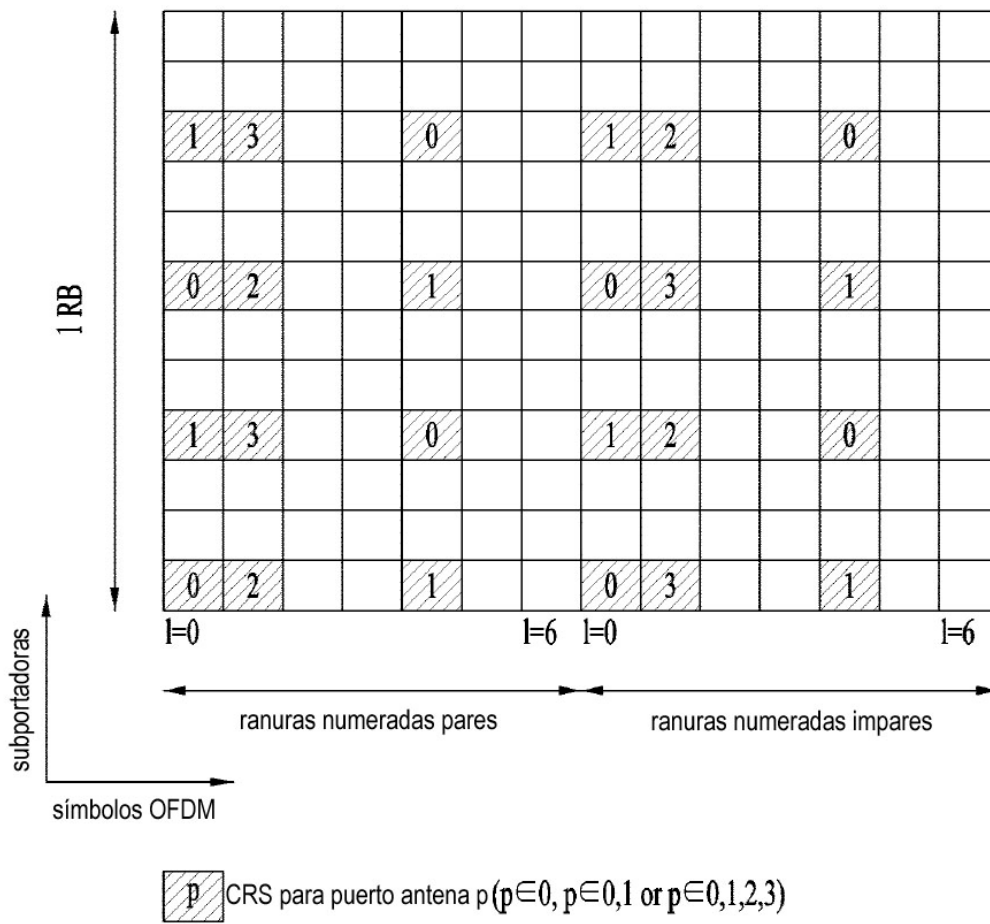 1 3 0 1 2 0
0 2 1 0 3 1
1 RB
1 3 0 1 2 0
0 2 1 0 3 1
l=0 l=6 l=0 l=6
subportadoras
ranuras numeradas pares ranuras numeradas impares
símbolos OFDM
p CRS para puerto antena p(p∈0, p∈0,1 or p∈0,1,2,3)